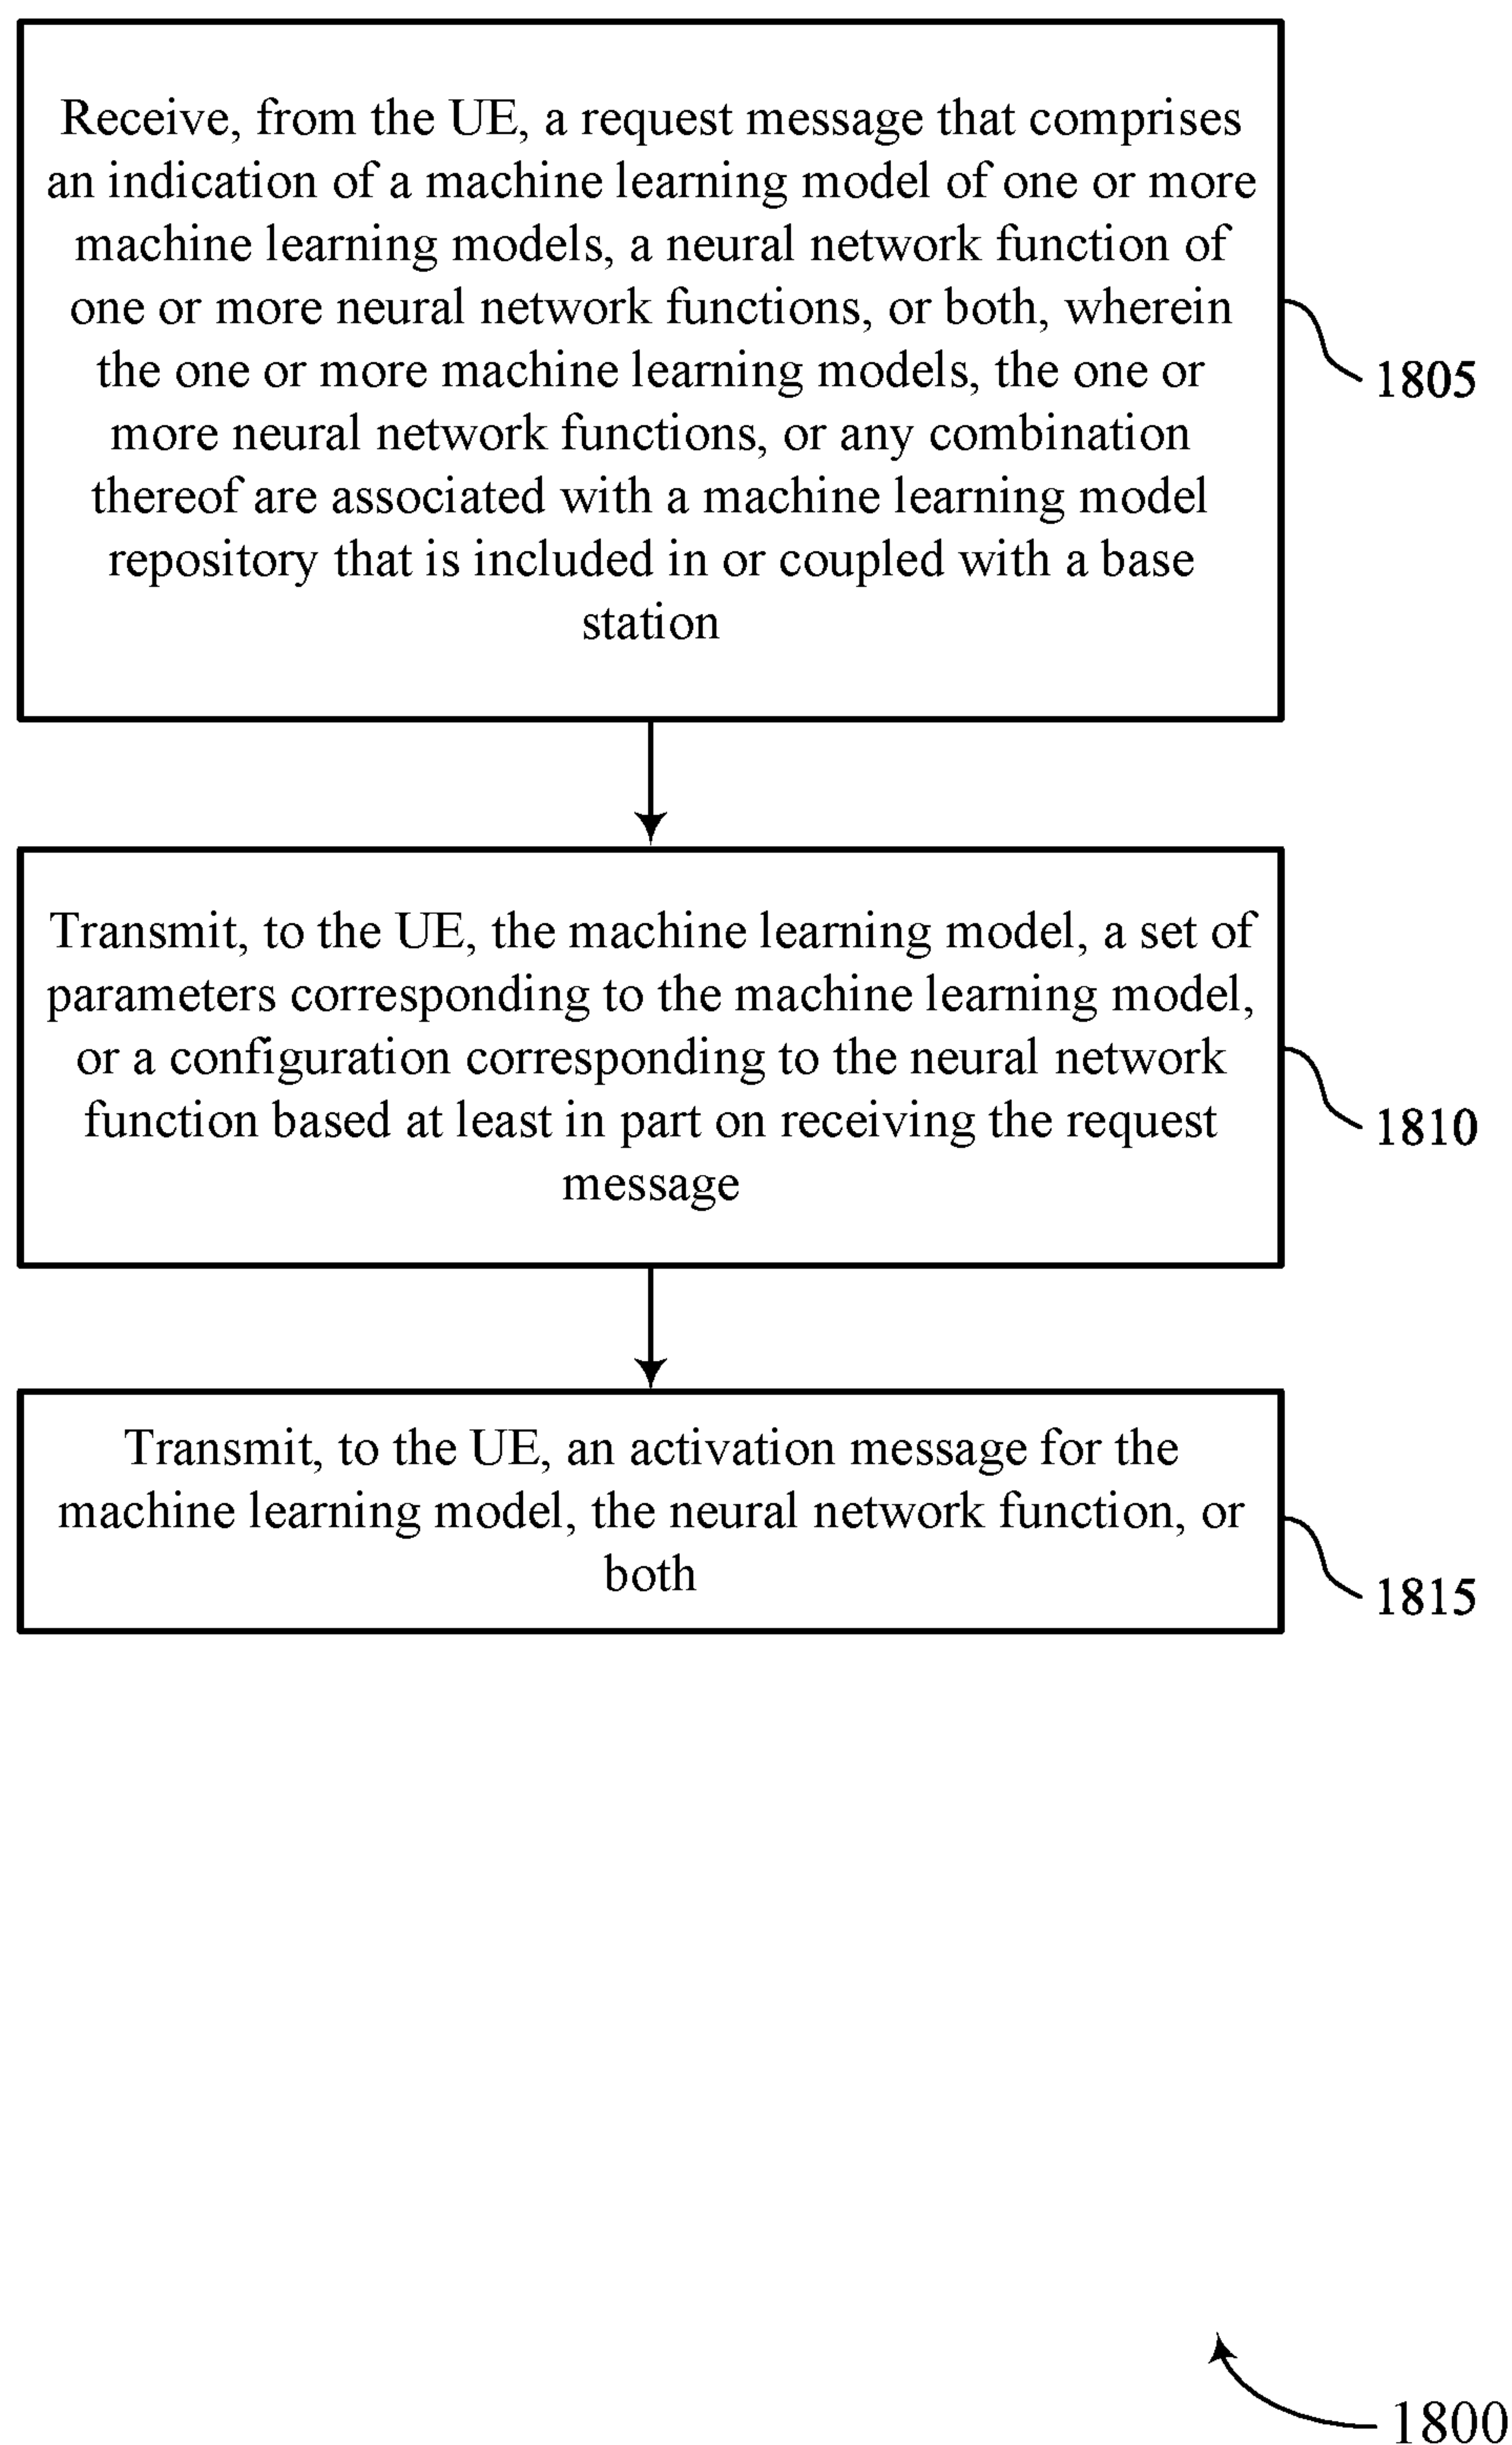 Receive, from the UE, a request message that comprises
an indication of a machine learning model of one or more
machine learning models, a neural network function of
one or more neural network functions, or both, wherein
the one or more machine learning models, the one or
more neural network functions, or any combination
thereof are associated with a machine learning model
repository that is included in or coupled with a base
station
1805
Transmit, to the UE, the machine learning model, a set of
parameters corresponding to the machine learning model,
or a configuration corresponding to the neural network
function based at least in part on receiving the request
message
1810
Transmit, to the UE, an activation message for the
machine learning model, the neural network function, or
both
1815
1800